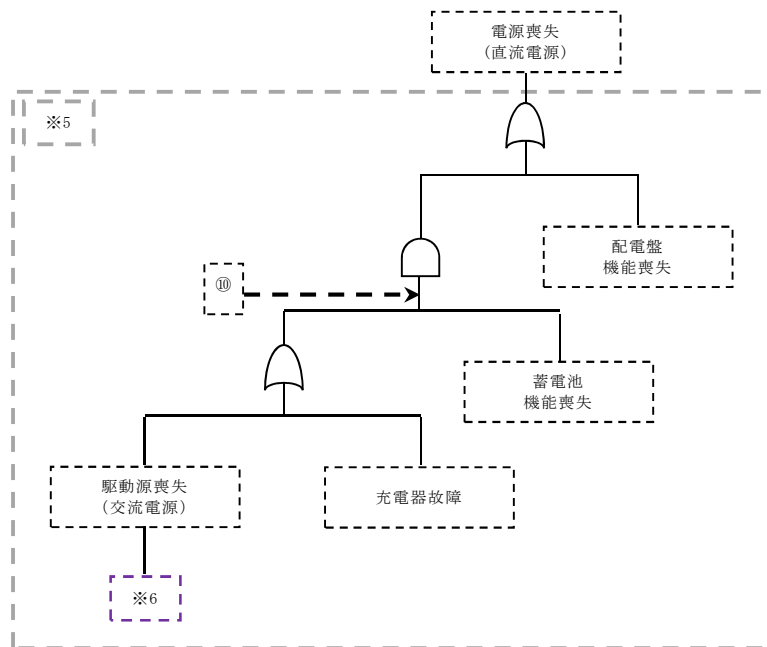 電源喪失
(直流電源)
※5
配電盤
機能喪失
⑩
蓄電池
機能喪失
駆動源喪失
(交流電源)
充電器故障
※6